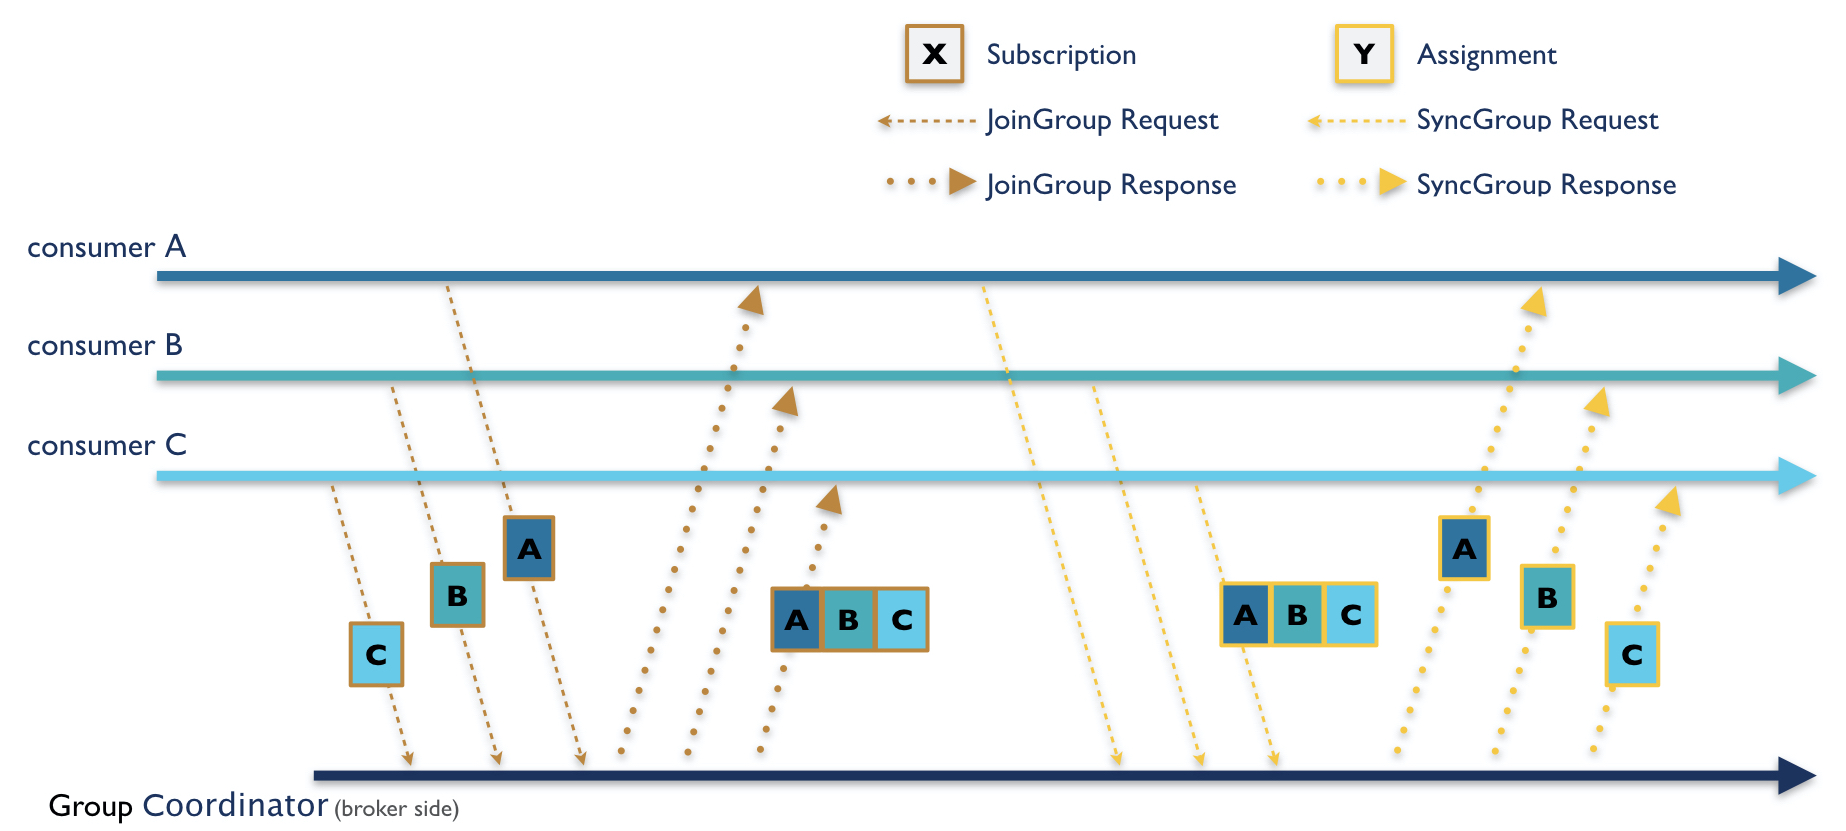 X Subscription Y Assignment
JoinGroup Request SyncGroup Request
JoinGroup Response SyncGroup Response
consumer A
consumer B
consumer C
A A
B B
A B C A B C
C C
Group Coordinator (broker side)